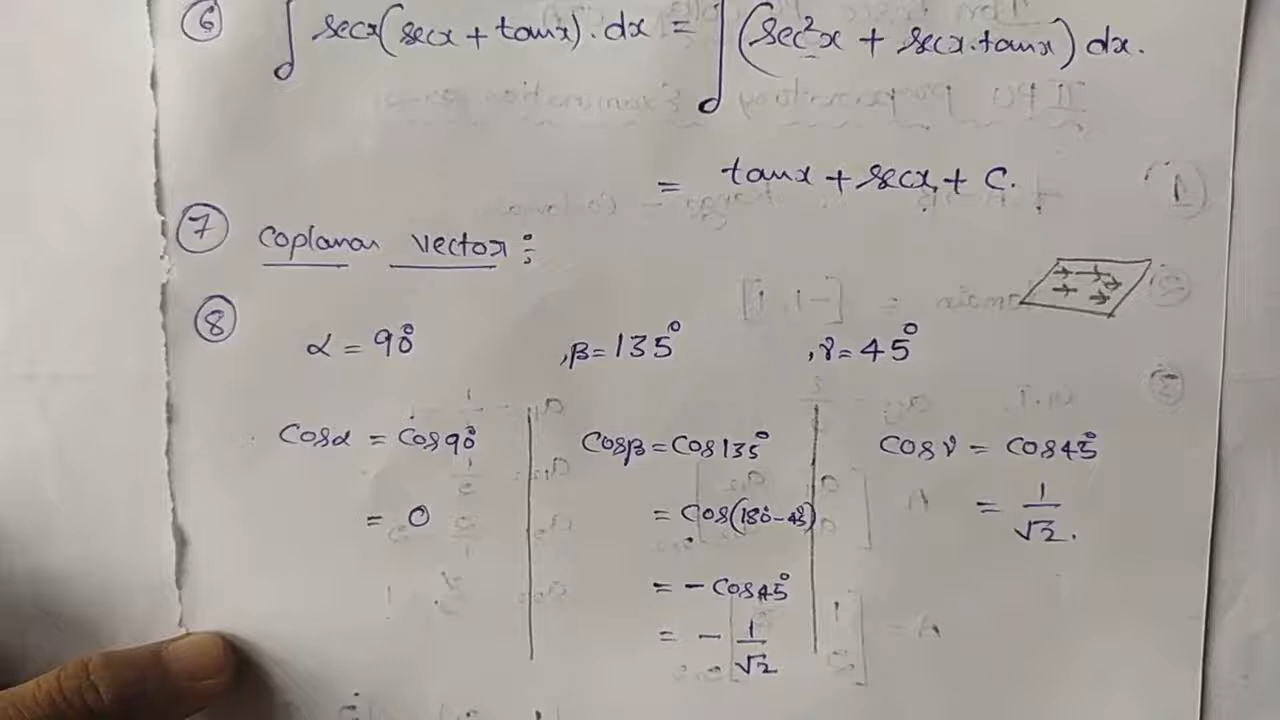 ⑥ ∫ secx(secx + tanx).dx = ∫ (sec²x + secx.tanx) dx.
= tanx + secx + C.
⑦ Coplanar vector :
⑧ α = 90° , β = 135° , γ = 45°
Cosα = Cos90° Cosβ = Cos135° Cosγ = Cos45°
= 0 = Cos(180-45) = 1/√2.
= - Cos45°
= - 1/√2